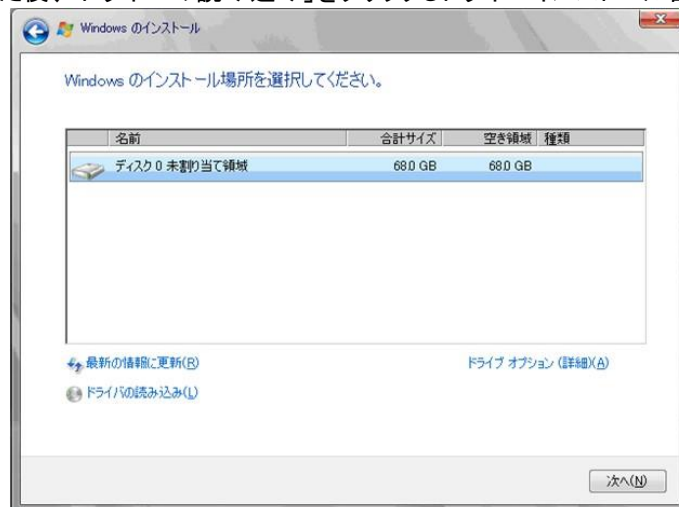 Windows のインストール
Windows のインストール場所を選択してください。
名前 合計サイズ 空き領域 種類
ディスク 0 未割り当て領域 68.0 GB 68.0 GB
最新の情報に更新(R) ドライブ オプション (詳細)(A)
ドライバの読み込み(L)
次へ(N)